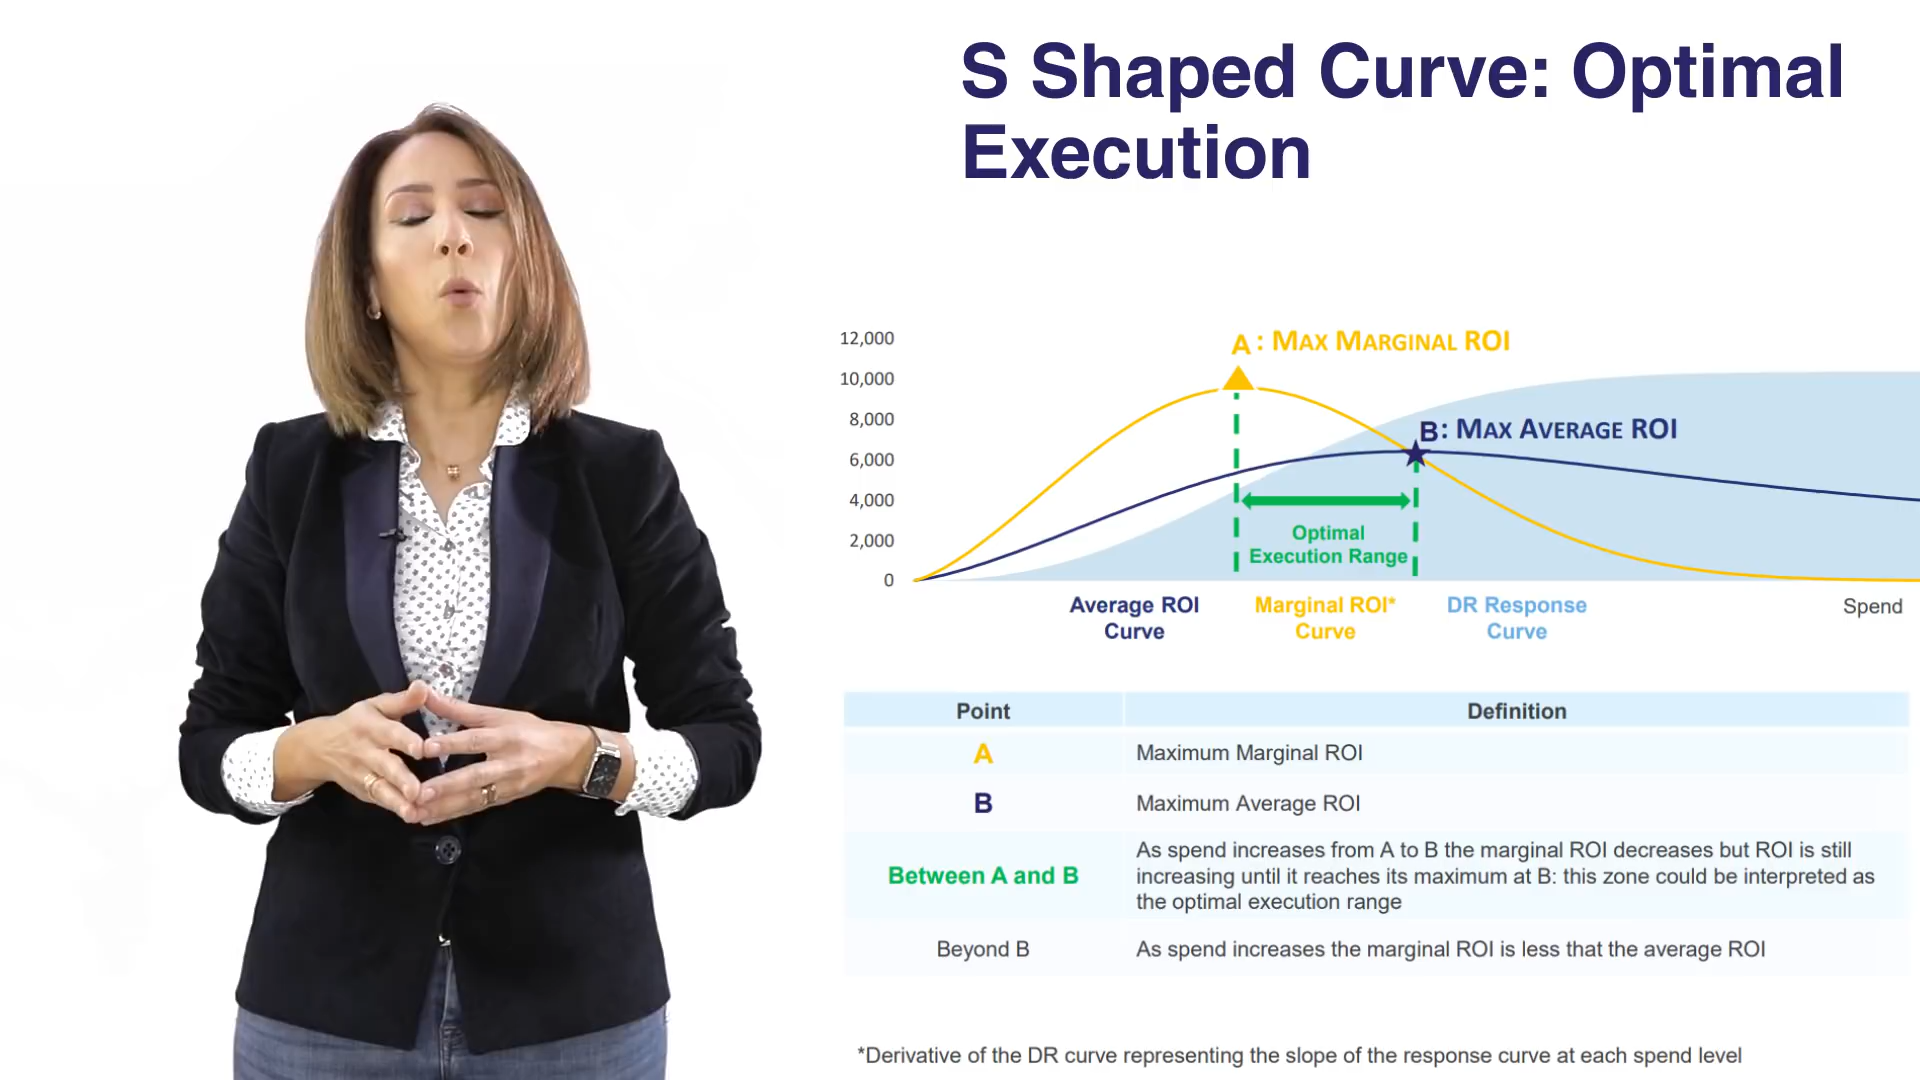 S Shaped Curve: Optimal
Execution
12,000
10,000
8,000
6,000
4,000
2,000
0
A : MAX MARGINAL ROI
B: MAX AVERAGE ROI
Optimal
Execution Range
Average ROI
Curve
Marginal ROI*
Curve
DR Response
Curve
Spend
Point Definition
A Maximum Marginal ROI
B Maximum Average ROI
Between A and B
As spend increases from A to B the marginal ROI decreases but ROI is still
increasing until it reaches its maximum at B: this zone could be interpreted as
the optimal execution range
Beyond B As spend increases the marginal ROI is less that the average ROI
*Derivative of the DR curve representing the slope of the response curve at each spend level